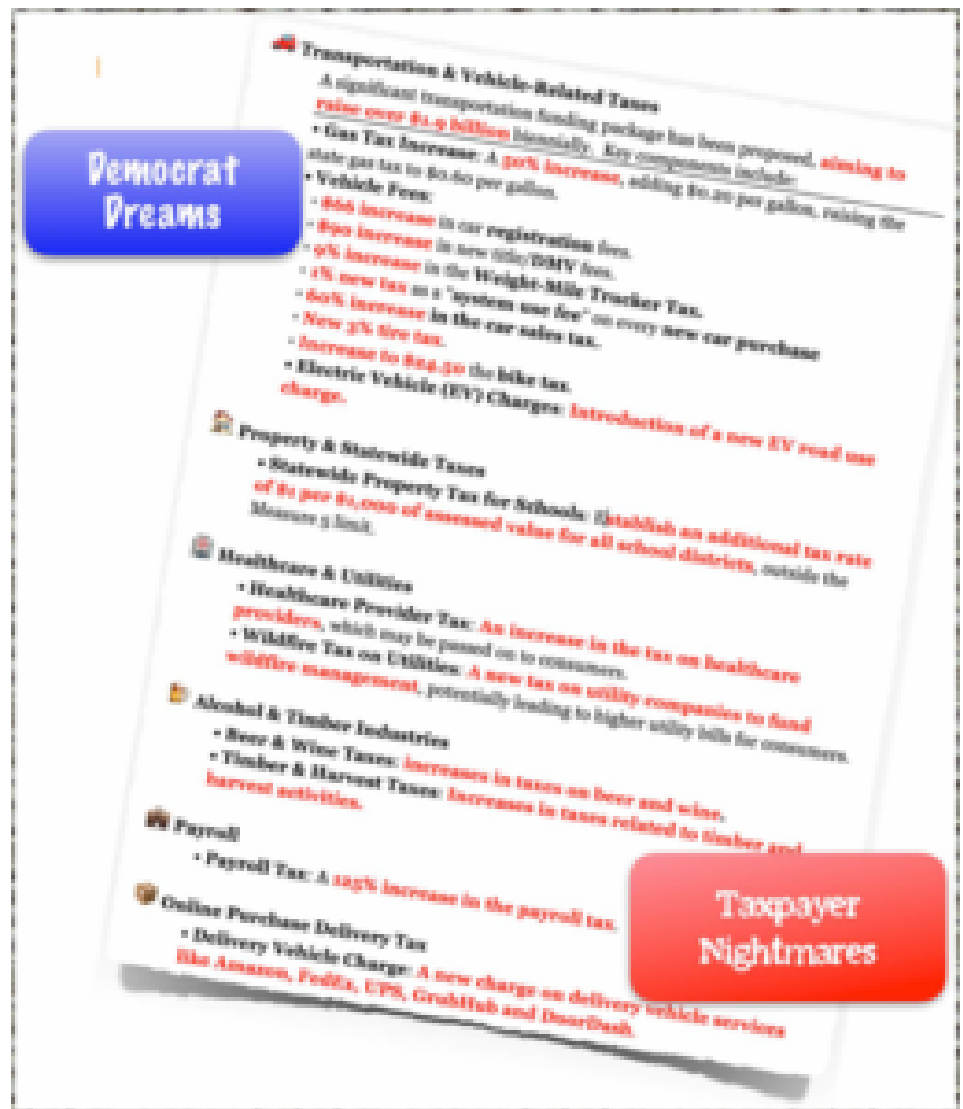 Transportation & Vehicle-Related Taxes
A significant transportation funding package has been proposed, aiming to
raise over $1.9 billion biennially. Key components include:
• Gas Tax Increase: A 50% increase, adding $0.20 per gallon, raising the
state gas tax to $0.60 per gallon.
• Vehicle Fees:
- $66 increase in car registration fees.
- $90 increase in new title/DMV fees.
- 9% increase in the Weight-Mile Trucker Tax.
- 1% new tax as a "system use fee" on every new car purchase
- 60% increase in the car sales tax.
- New 3% tire tax.
- Increase to $24.50 the bike tax.
• Electric Vehicle (EV) Charges: Introduction of a new EV road use
charge.
Democrat
Dreams
Property & Statewide Taxes
• Statewide Property Tax for Schools: Establish an additional tax rate
of $1 per $1,000 of assessed value for all school districts, outside the
Measure 5 limit.
Healthcare & Utilities
• Healthcare Provider Tax: An increase in the tax on healthcare
providers, which may be passed on to consumers.
• Wildfire Tax on Utilities: A new tax on utility companies to fund
wildfire management, potentially leading to higher utility bills for consumers.
Alcohol & Timber Industries
• Beer & Wine Taxes: increases in taxes on beer and wine.
• Timber & Harvest Taxes: Increases in taxes related to timber and
harvest activities.
Payroll
• Payroll Tax: A 125% increase in the payroll tax.
Online Purchase Delivery Tax
• Delivery Vehicle Charge: A new charge on delivery vehicle services
like Amazon, FedEx, UPS, GrubHub and DoorDash.
Taxpayer
Nightmares